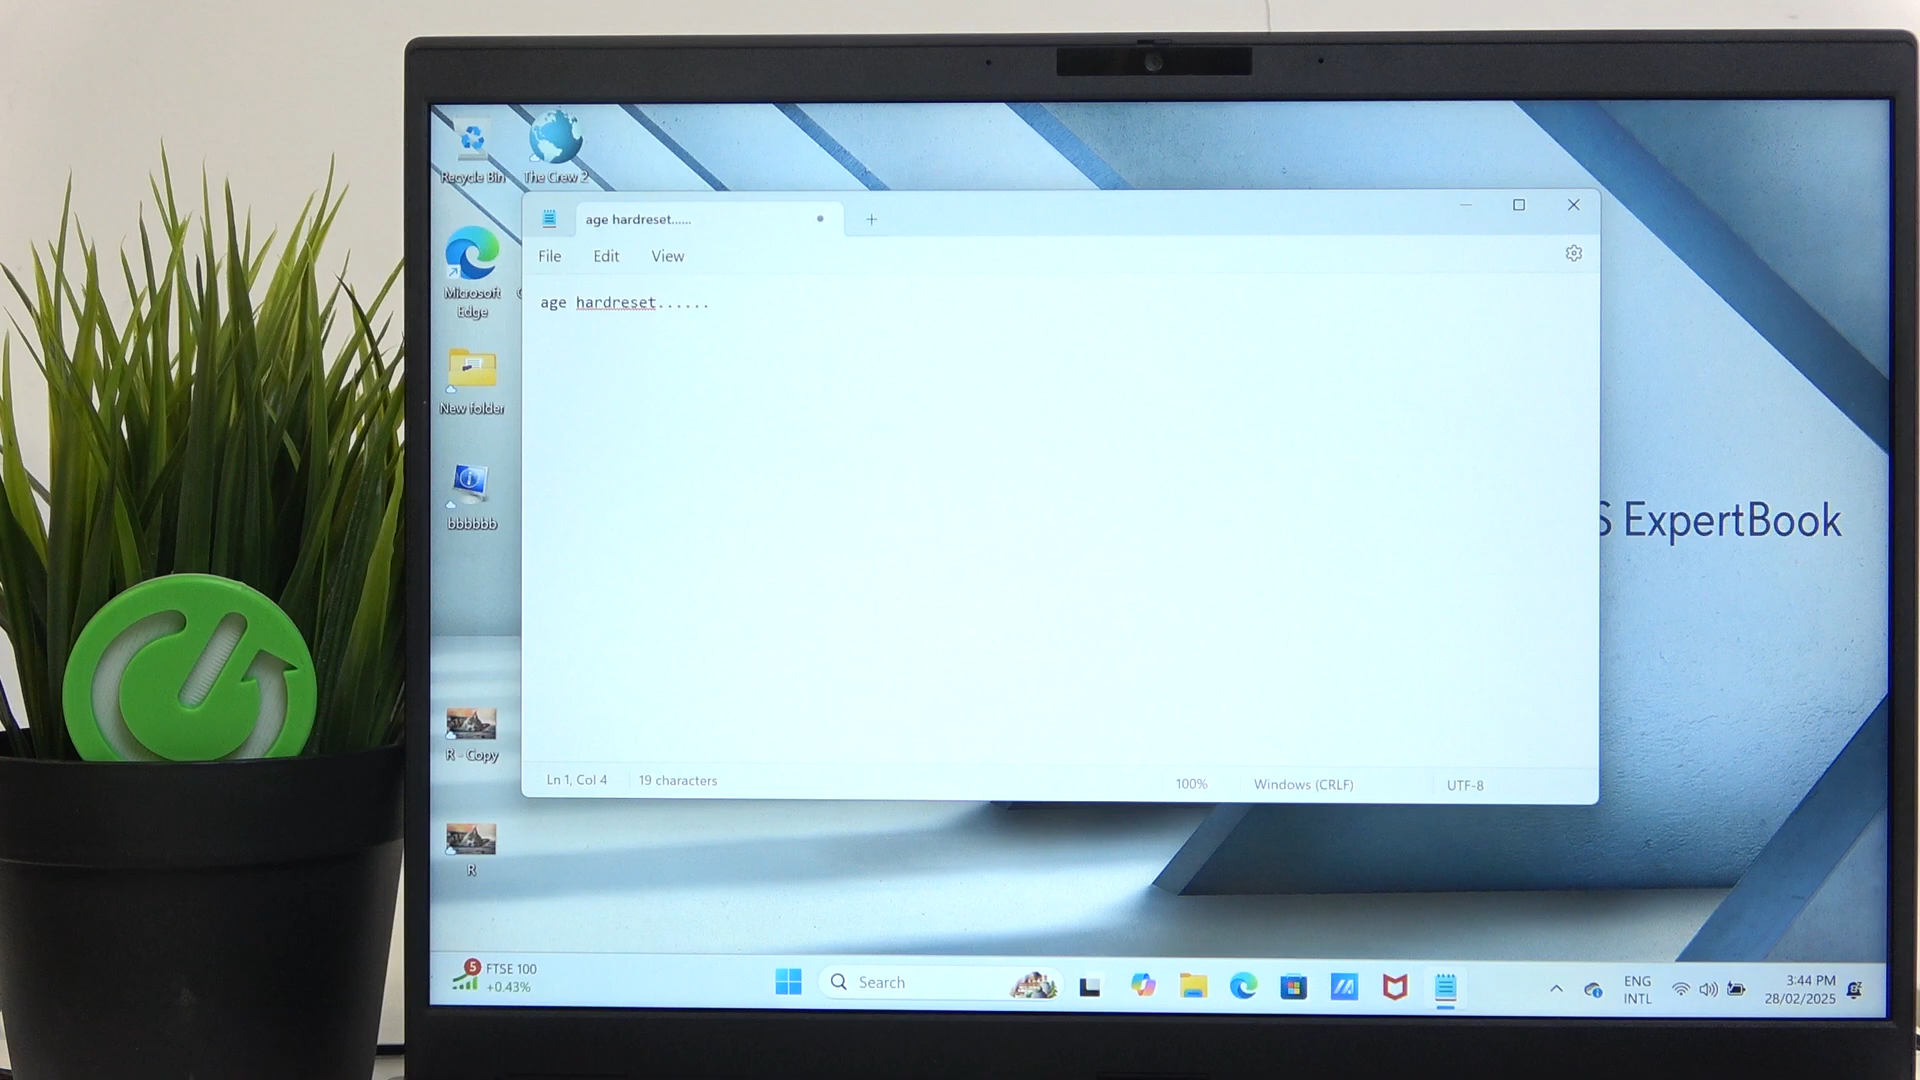 Recycle Bin
The Crew 2
Microsoft
Edge
New folder
bbbbbb
R - Copy
R
age hardreset......
File Edit View
age hardreset......
Ln 1, Col 4
19 characters
100%
Windows (CRLF)
UTF-8
S ExpertBook
5
FTSE 100
+0.43%
Search
ENG
INTL
3:44 PM
28/02/2025